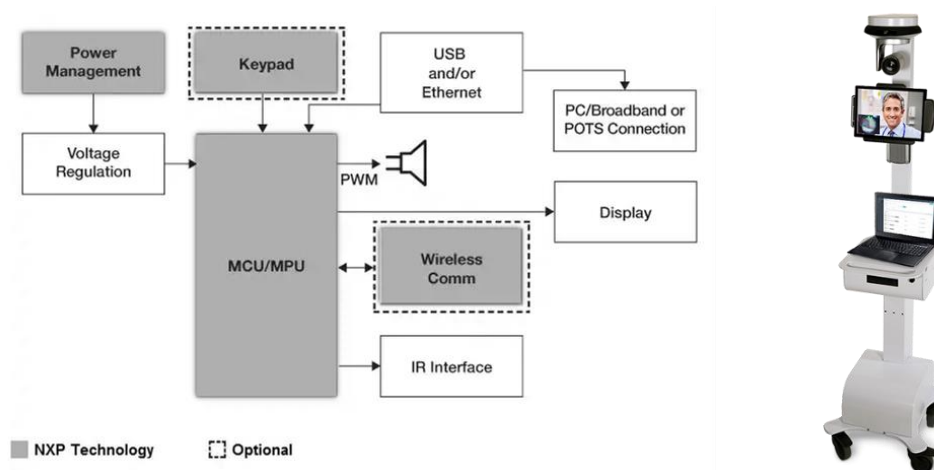 Power
Management
Keypad
USB
and/or
Ethernet
PC/Broadband or
POTS Connection
Voltage
Regulation
PWM
Display
MCU/MPU
Wireless
Comm
IR Interface
NXP Technology
Optional